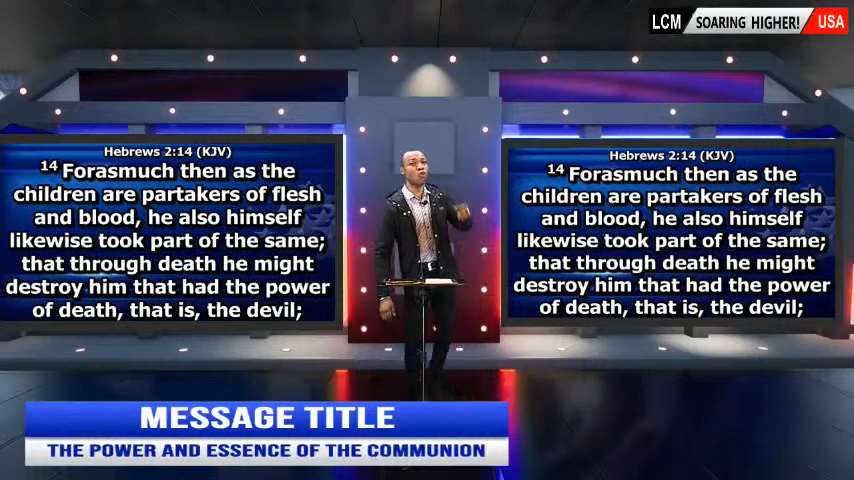 LCM SOARING HIGHER! USA
Hebrews 2:14 (KJV)
14 Forasmuch then as the
children are partakers of flesh
and blood, he also himself
likewise took part of the same;
that through death he might
destroy him that had the power
of death, that is, the devil;
Hebrews 2:14 (KJV)
14 Forasmuch then as the
children are partakers of flesh
and blood, he also himself
likewise took part of the same;
that through death he might
destroy him that had the power
of death, that is, the devil;
MESSAGE TITLE
THE POWER AND ESSENCE OF THE COMMUNION